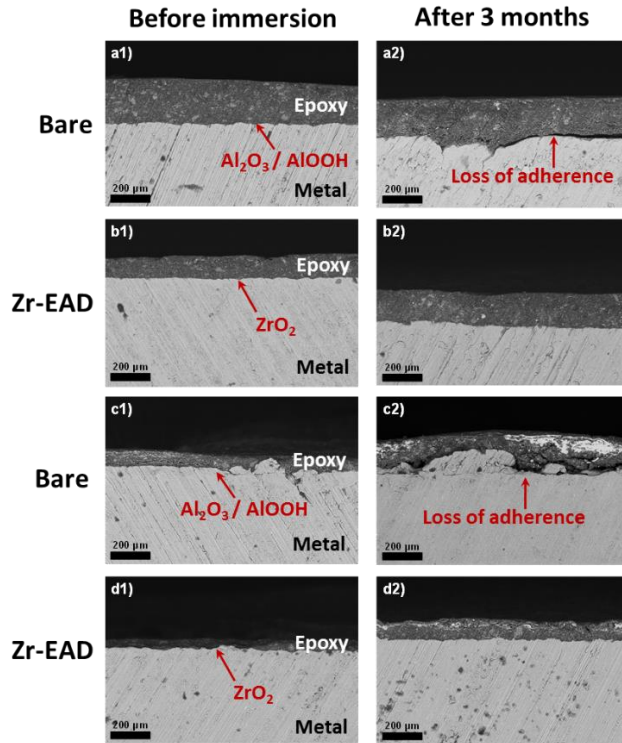 Before immersion
After 3 months
Bare
a1)
Epoxy
Al₂O₃ / AlOOH
Metal
200 µm
a2)
Loss of adherence
200 µm
Zr-EAD
b1)
Epoxy
ZrO₂
Metal
200 µm
b2)
200 µm
Bare
c1)
Epoxy
Al₂O₃ / AlOOH
Metal
200 µm
c2)
Loss of adherence
200 µm
Zr-EAD
d1)
Epoxy
ZrO₂
Metal
200 µm
d2)
200 µm